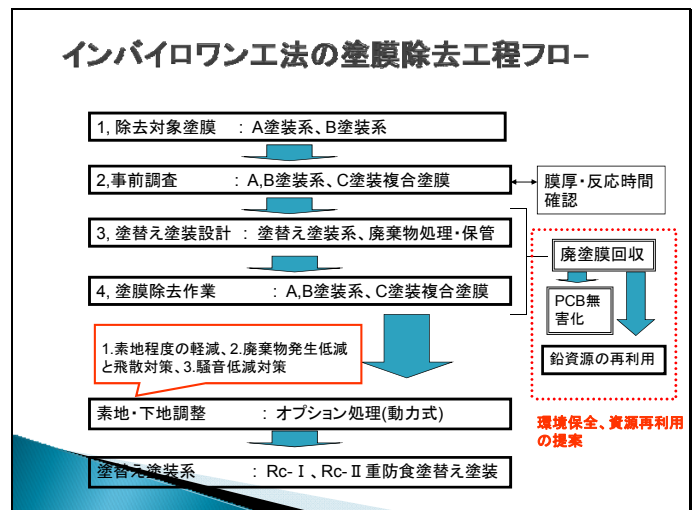 インバイロワン工法の塗膜除去工程フロー
1, 除去対象塗膜 : A塗装系、B塗装系
2,事前調査 : A,B塗装系、C塗装複合塗膜
膜厚・反応時間
確認
3, 塗替え塗装設計 : 塗替え塗装系、廃棄物処理・保管
廃塗膜回収
4, 塗膜除去作業 : A,B塗装系、C塗装複合塗膜
PCB無
害化
1.素地程度の軽減、2.廃棄物発生低減
と飛散対策、3.騒音低減対策
鉛資源の再利用
素地・下地調整 : オプション処理(動力式)
環境保全、資源再利用
の提案
塗替え塗装系 : Rc-Ⅰ、Rc-Ⅱ重防食塗替え塗装